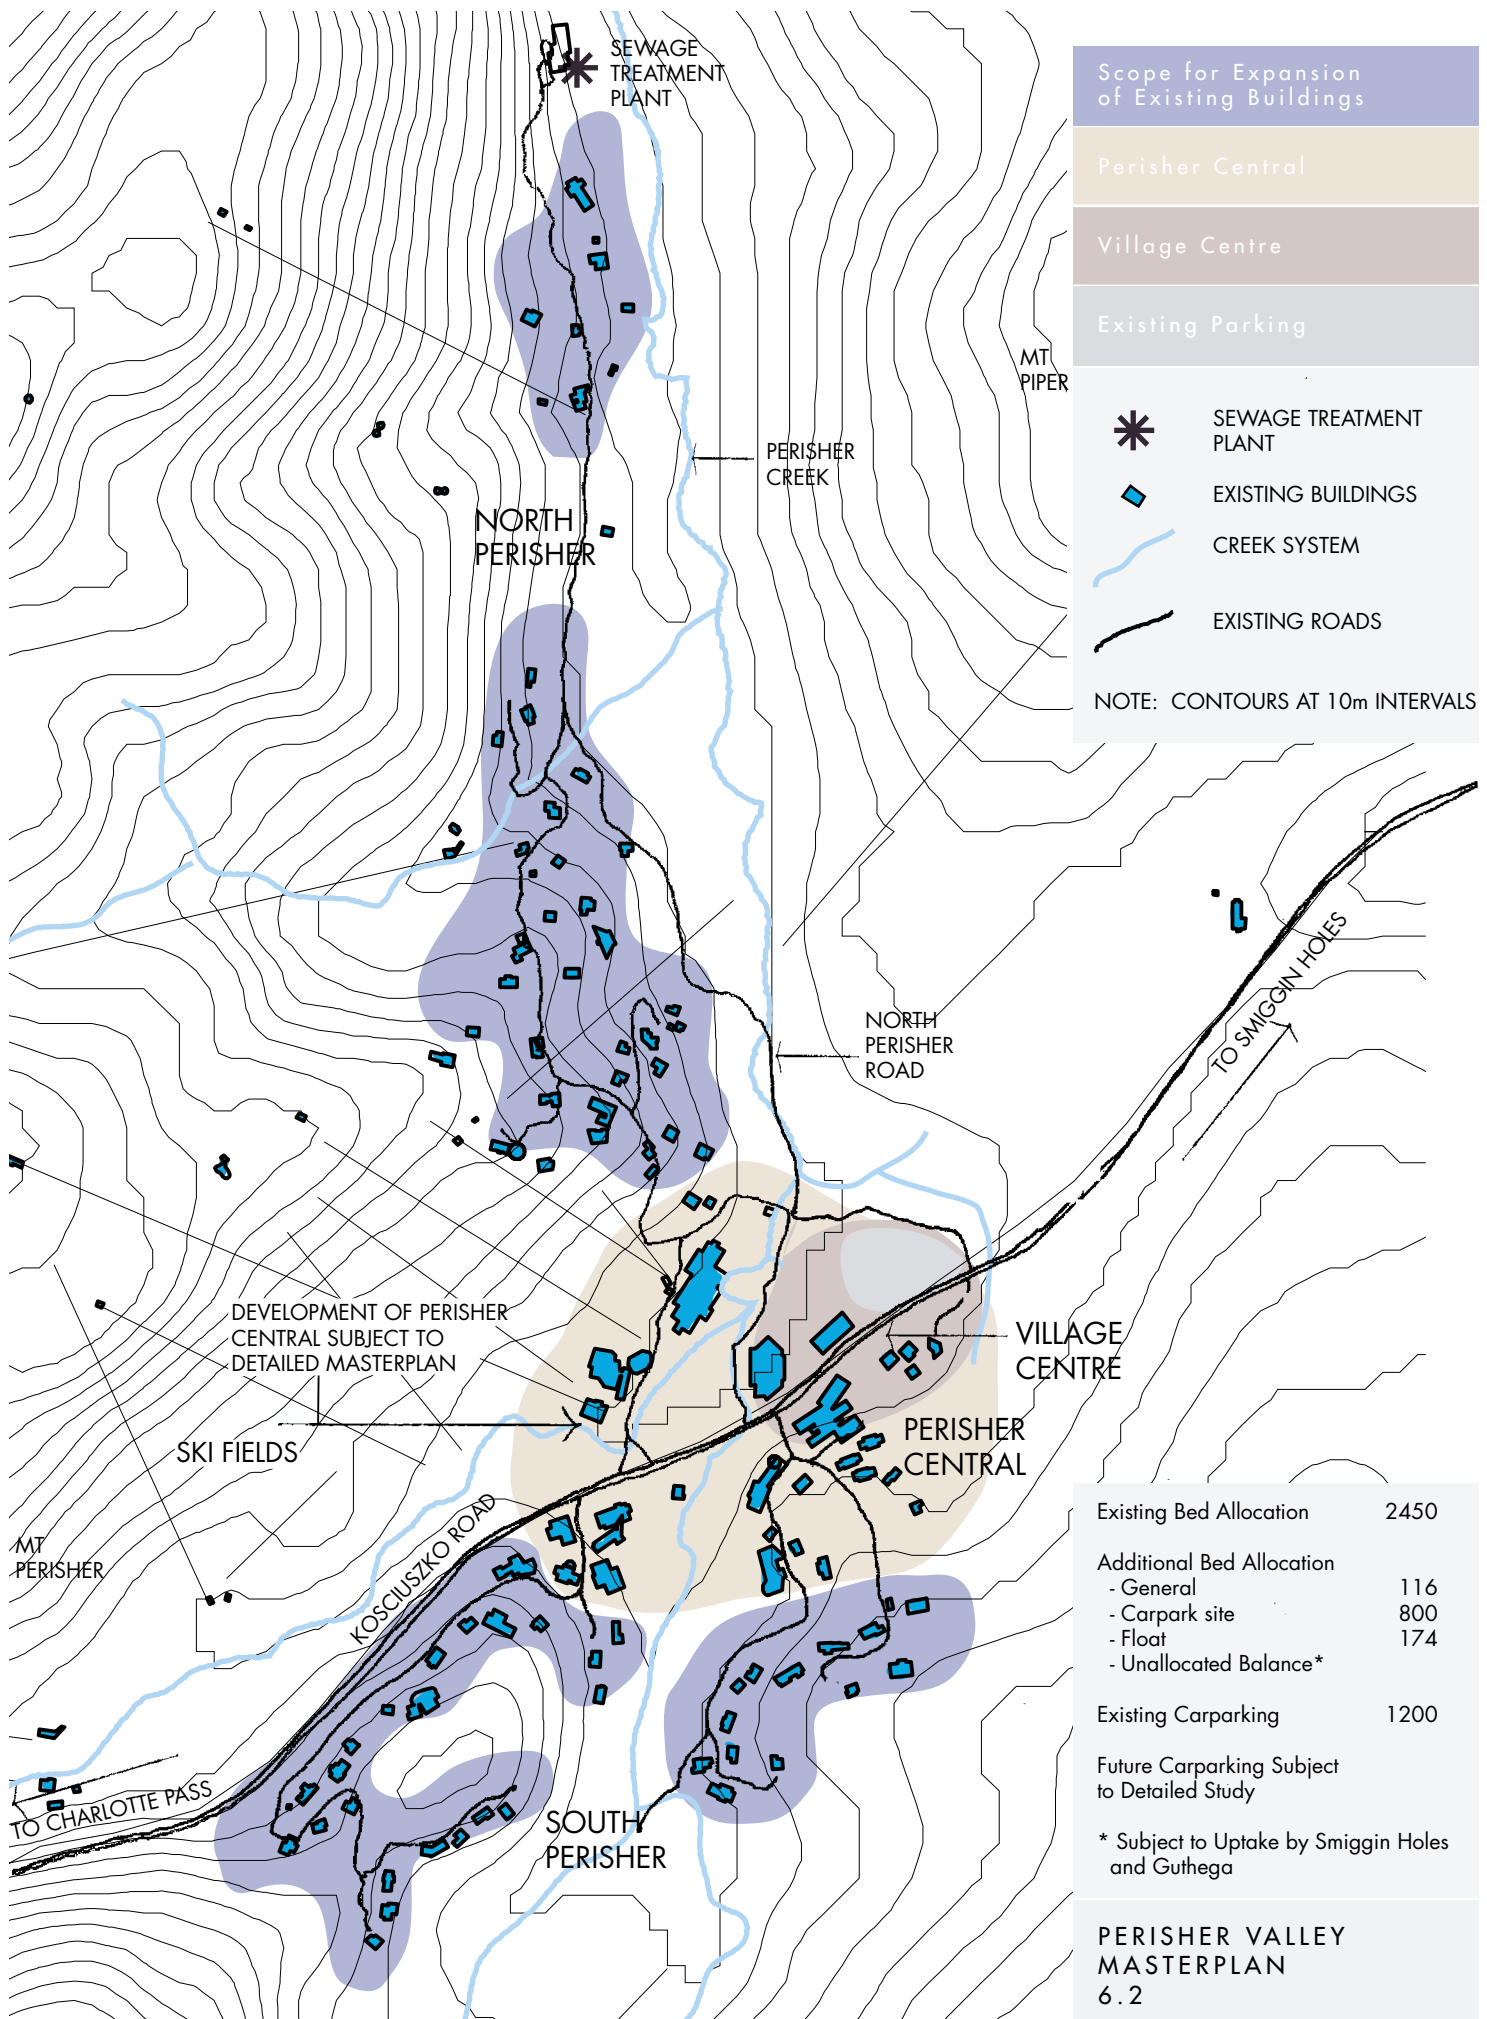 SEWAGE
TREATMENT
PLANT
Scope for Expansion
of Existing Buildings
Perisher Central
Village Centre
Existing Parking
MT
PIPER
SEWAGE TREATMENT
PLANT
EXISTING BUILDINGS
CREEK SYSTEM
EXISTING ROADS
NOTE: CONTOURS AT 10m INTERVALS
PERISHER
CREEK
NORTH
PERISHER
NORTH
PERISHER
ROAD
TO SMIGGIN HOLES
DEVELOPMENT OF PERISHER
CENTRAL SUBJECT TO
DETAILED MASTERPLAN
VILLAGE
CENTRE
PERISHER
CENTRAL
SKI FIELDS
KOSCIUSZKO ROAD
MT
PERISHER
TO CHARLOTTE PASS
SOUTH
PERISHER
Existing Bed Allocation 2450
Additional Bed Allocation
- General 116
- Carpark site 800
- Float 174
- Unallocated Balance*
Existing Carparking 1200
Future Carparking Subject
to Detailed Study
* Subject to Uptake by Smiggin Holes
and Guthega
PERISHER VALLEY
MASTERPLAN
6.2